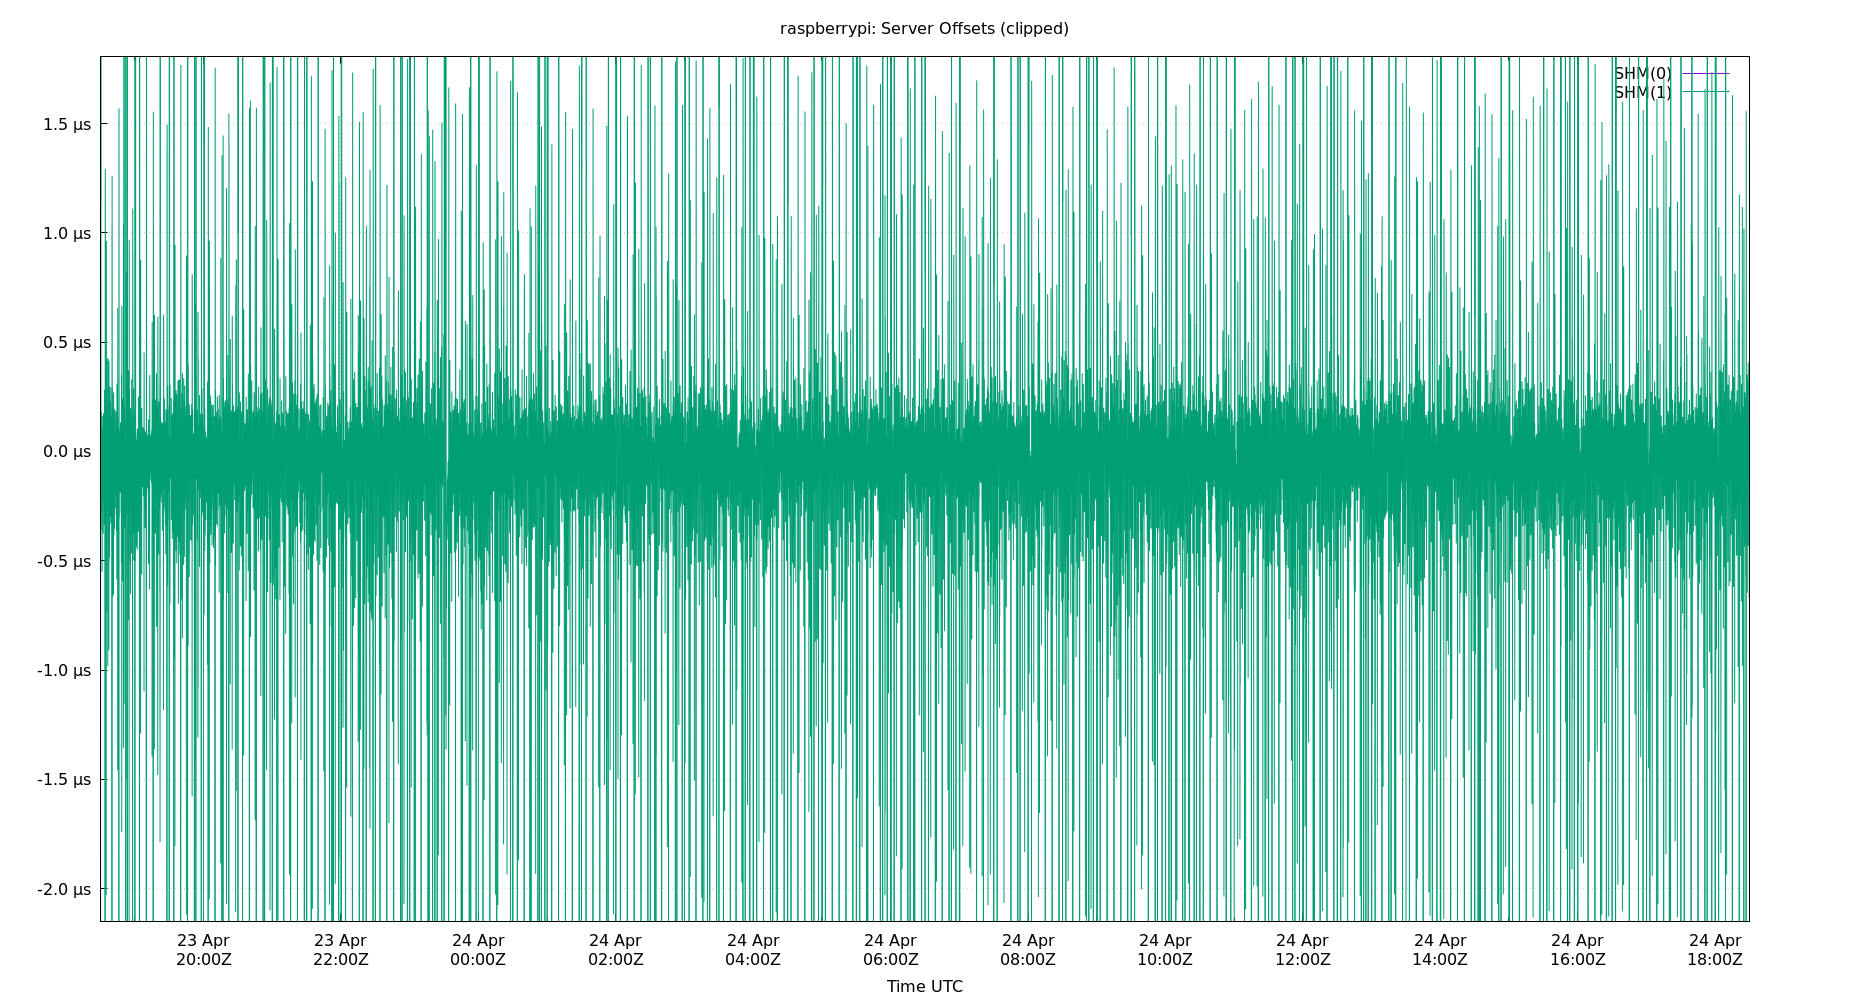 raspberrypi: Server Offsets (clipped)
SHM(0)
SHM(1)
1.5 µs
1.0 µs
0.5 µs
0.0 µs
-0.5 µs
-1.0 µs
-1.5 µs
-2.0 µs
23 Apr 23 Apr 24 Apr 24 Apr 24 Apr 24 Apr 24 Apr 24 Apr 24 Apr 24 Apr 24 Apr 24 Apr
20:00Z 22:00Z 00:00Z 02:00Z 04:00Z 06:00Z 08:00Z 10:00Z 12:00Z 14:00Z 16:00Z 18:00Z
Time UTC